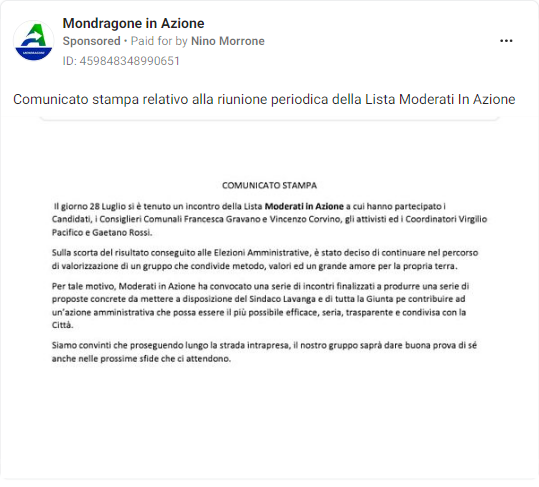 Mondragone in Azione
Sponsored • Paid for by Nino Morrone
ID: 459848348990651
Comunicato stampa relativo alla riunione periodica della Lista Moderati In Azione
COMUNICATO STAMPA
Il giorno 28 Luglio si è tenuto un incontro della Lista Moderati in Azione a cui hanno partecipato i
Candidati, i Consiglieri Comunali Francesca Gravano e Vincenzo Corvino, gli attivisti ed i Coordinatori Virgilio
Pacifico e Gaetano Rossi.
Sulla scorta del risultato conseguito alle Elezioni Amministrative, è stato deciso di continuare nel percorso
di valorizzazione di un gruppo che condivide metodo, valori ed un grande amore per la propria terra.
Per tale motivo, Moderati in Azione ha convocato una serie di incontri finalizzati a produrre una serie di
proposte concrete da mettere a disposizione del Sindaco Lavanga e di tutta la Giunta pe contribuire ad
un'azione amministrativa che possa essere il più possibile efficace, seria, trasparente e condivisa con la
Città.
Siamo convinti che proseguendo lungo la strada intrapresa, il nostro gruppo saprà dare buona prova di sé
anche nelle prossime sfide che ci attendono.